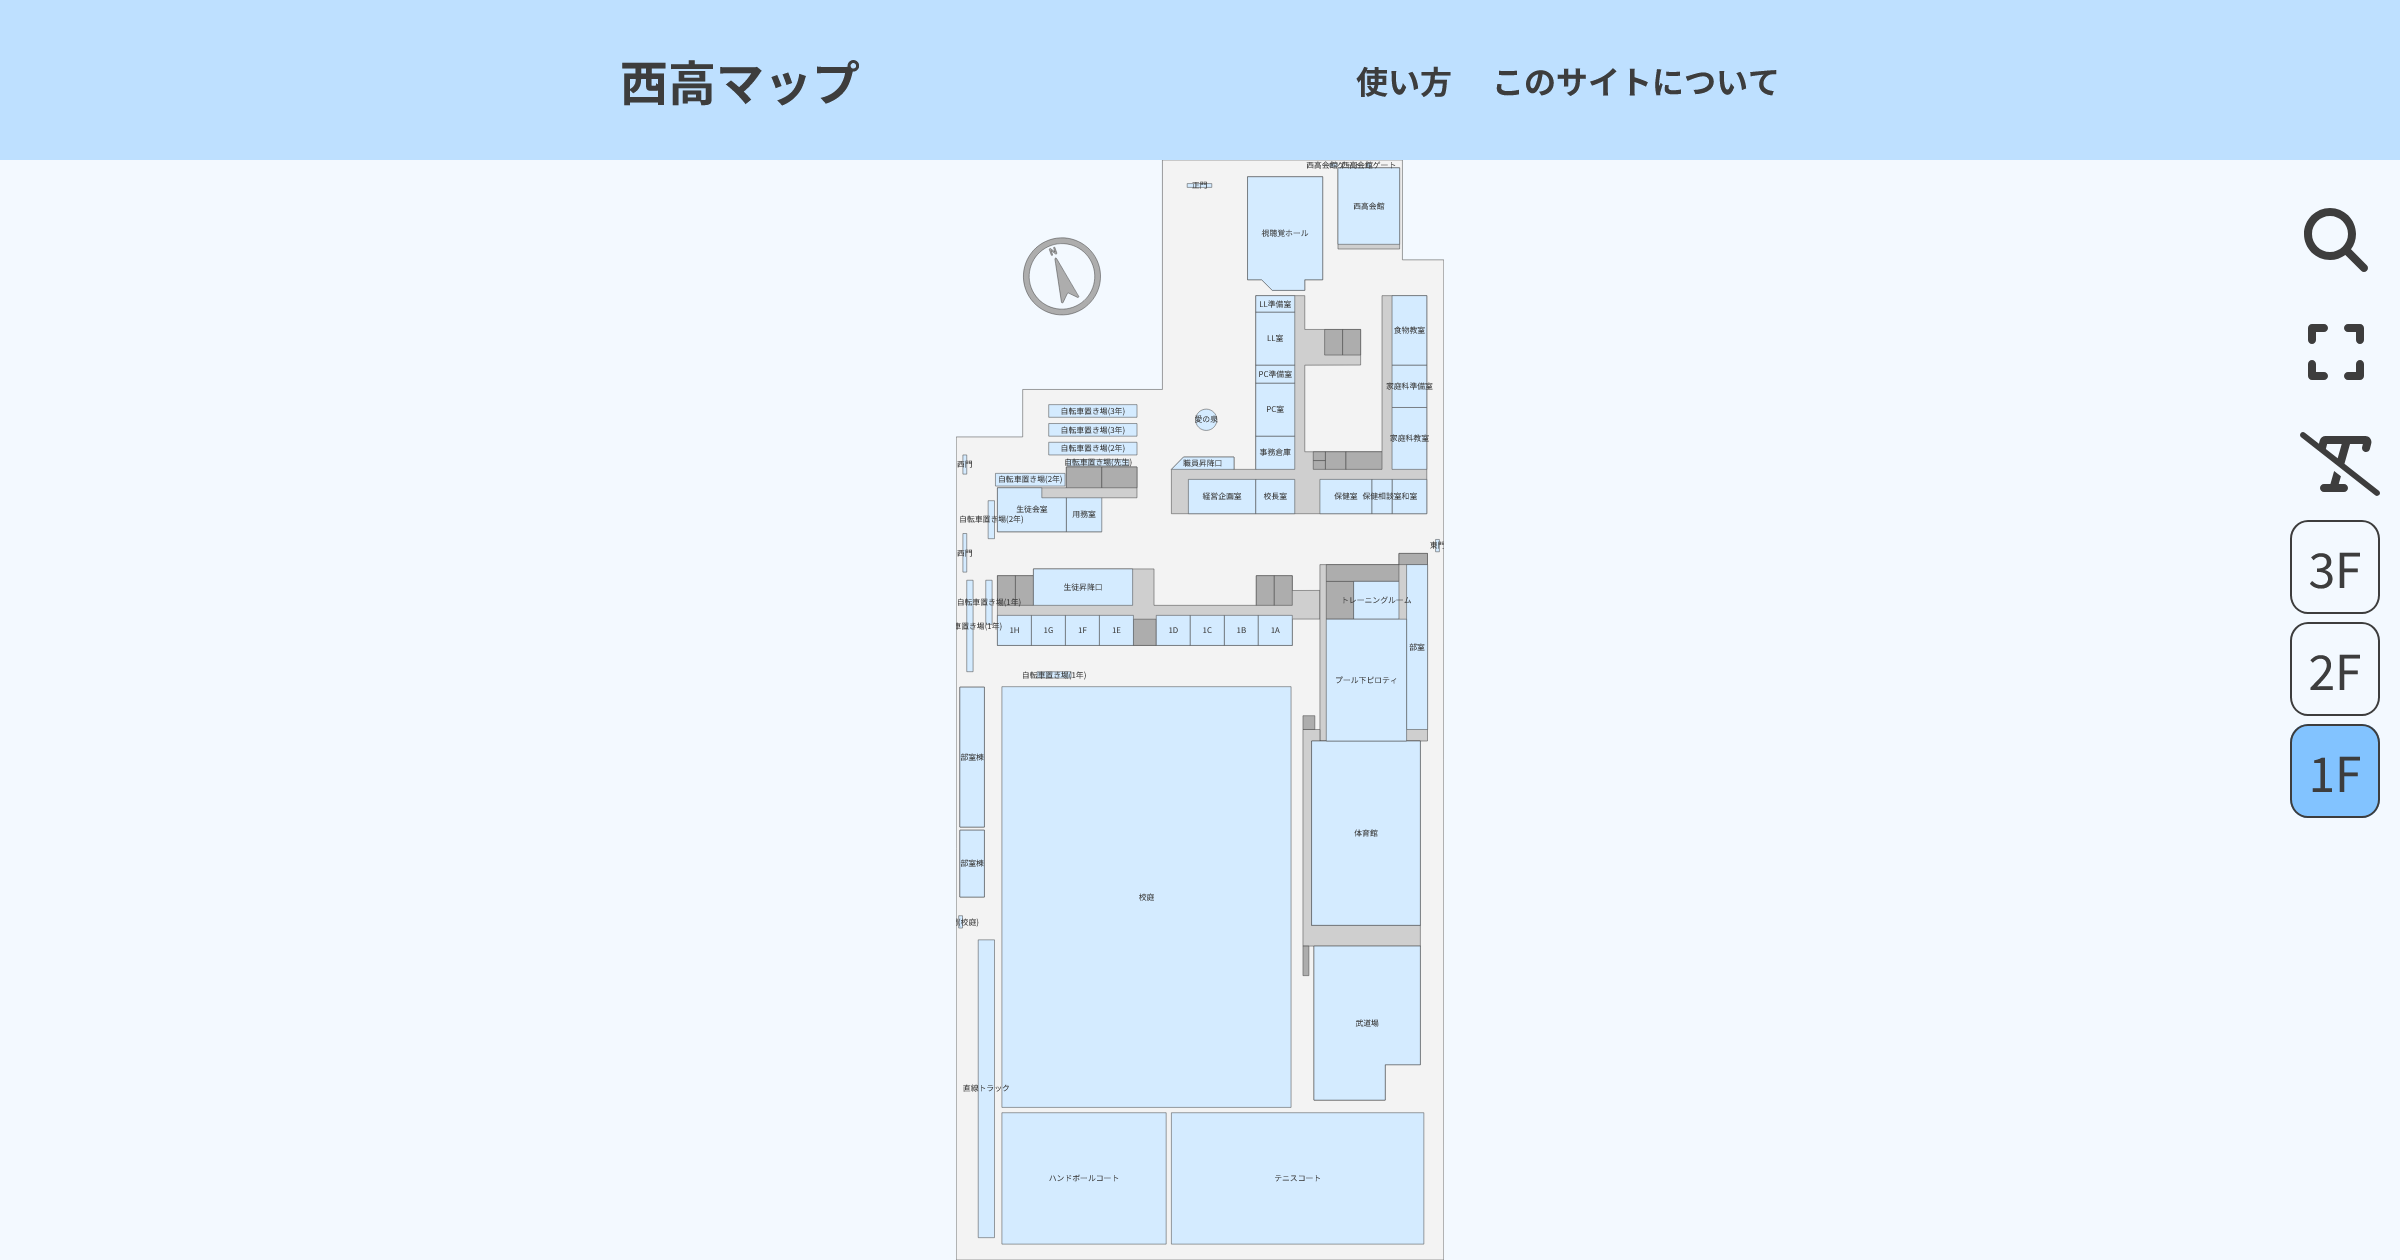 西高マップ
使い方
このサイトについて
西高会館ゲート
正門
西高会館
視聴覚ホール
N
LL準備室
LL室
食物教室
PC準備室
家庭科準備室
PC室
自転車置き場(3年)
愛の泉
自転車置き場(3年)
家庭科教室
自転車置き場(2年)
事務倉庫
自転車置き場(先生)
職員昇降口
西門
自転車置き場(2年)
経営企画室
校長室
保健室
保健相談室
和室
生徒会室
用務室
自転車置き場(2年)
東門
西門
生徒昇降口
トレーニングルーム
自転車置き場(1年)
車置き場(1年)
1H
1G
1F
1E
1D
1C
1B
1A
部室
自転車置き場(1年)
プール下ピロティ
部室棟
体育館
部室棟
校庭
(校庭)
武道場
直線トラック
ハンドボールコート
テニスコート
3F
2F
1F